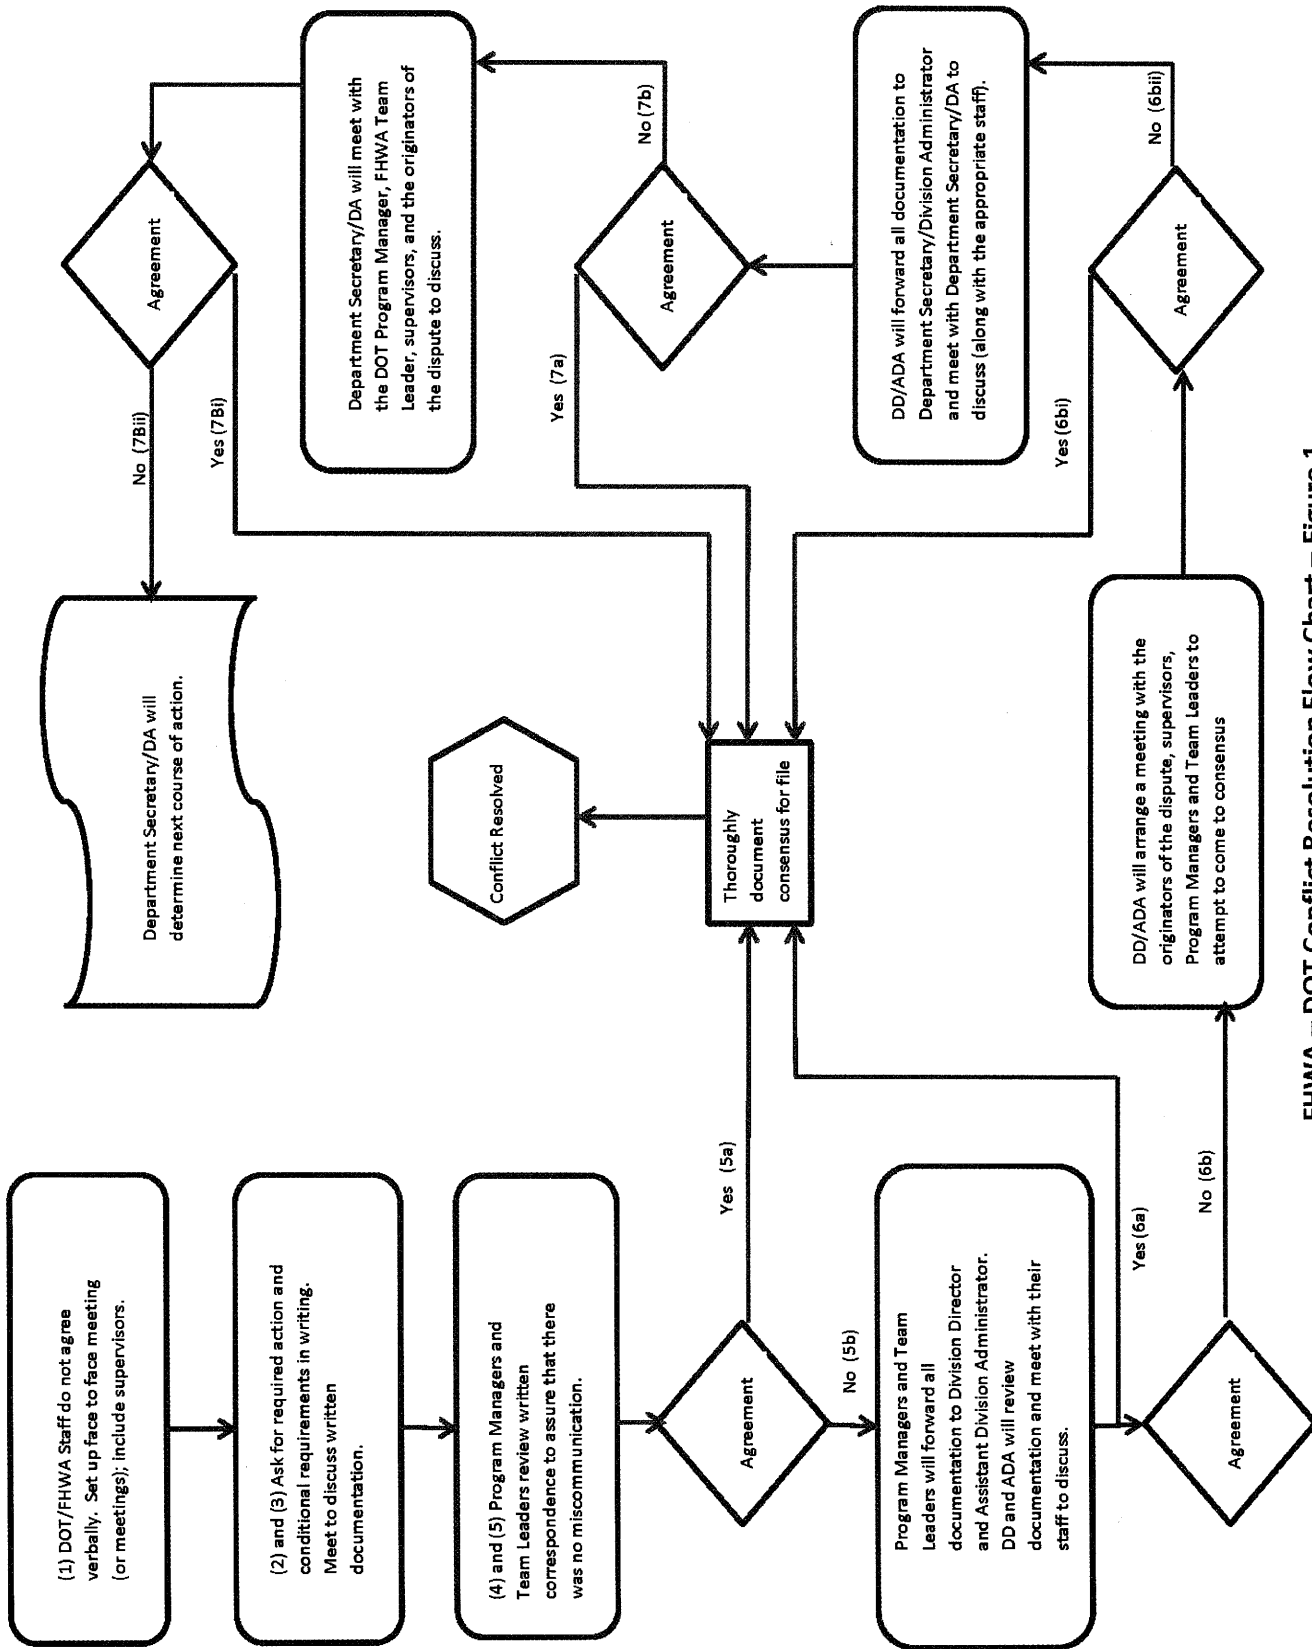 (1) DOT/FHWA Staff do not agree
verbally. Set up face to face meeting
(or meetings); include supervisors.
(2) and (3) Ask for required action and
conditional requirements in writing.
Meet to discuss written
documentation.
(4) and (5) Program Managers and
Team Leaders review written
correspondence to assure that there
was no miscommunication.
Agreement
Yes (5a)
No (5b)
Program Managers and Team
Leaders will forward all
documentation to Division Director
and Assistant Division Administrator.
DD and ADA will review
documentation and meet with their
staff to discuss.
Yes (6a)
Agreement
No (6b)
DD/ADA will arrange a meeting with the
originators of the dispute, supervisors,
Program Managers and Team Leaders to
attempt to come to consensus
Agreement
Yes (6bi)
No (6bii)
DD/ADA will forward all documentation to
Department Secretary/Division Administrator
and meet with Department Secretary/DA to
discuss (along with the appropriate staff).
Agreement
Yes (7a)
No (7b)
Department Secretary/DA will meet with
the DOT Program Manager, FHWA Team
Leader, supervisors, and the originators of
the dispute to discuss.
Agreement
Yes (7Bi)
No (7Bii)
Department Secretary/DA will
determine next course of action.
Thoroughly
document
consensus for file
Conflict Resolved
FHWA – DOT Conflict Resolution Flow Chart – Figure 1